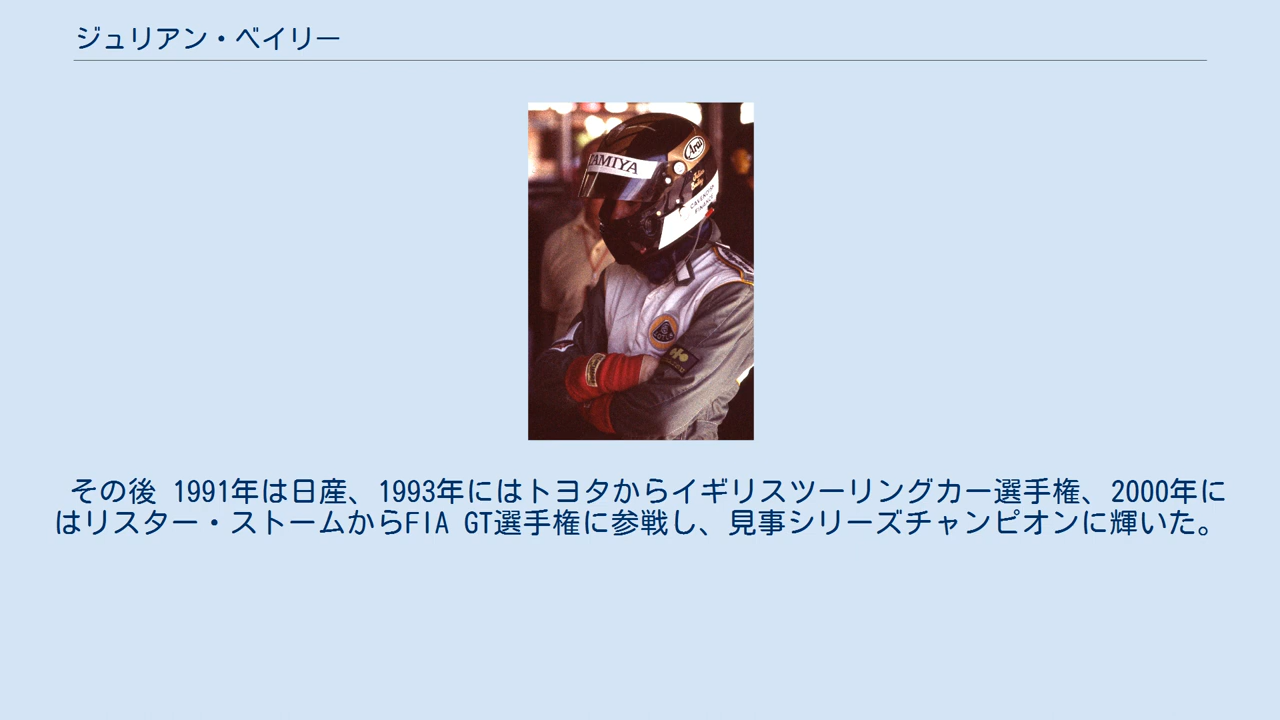 ジュリアン・ベイリー
TAMIYA
Arai
CAVENDISH
FINANCE
その後 1991年は日産、1993年にはトヨタからイギリスツーリングカー選手権、2000年に
はリスター・ストームからFIA GT選手権に参戦し、見事シリーズチャンピオンに輝いた。